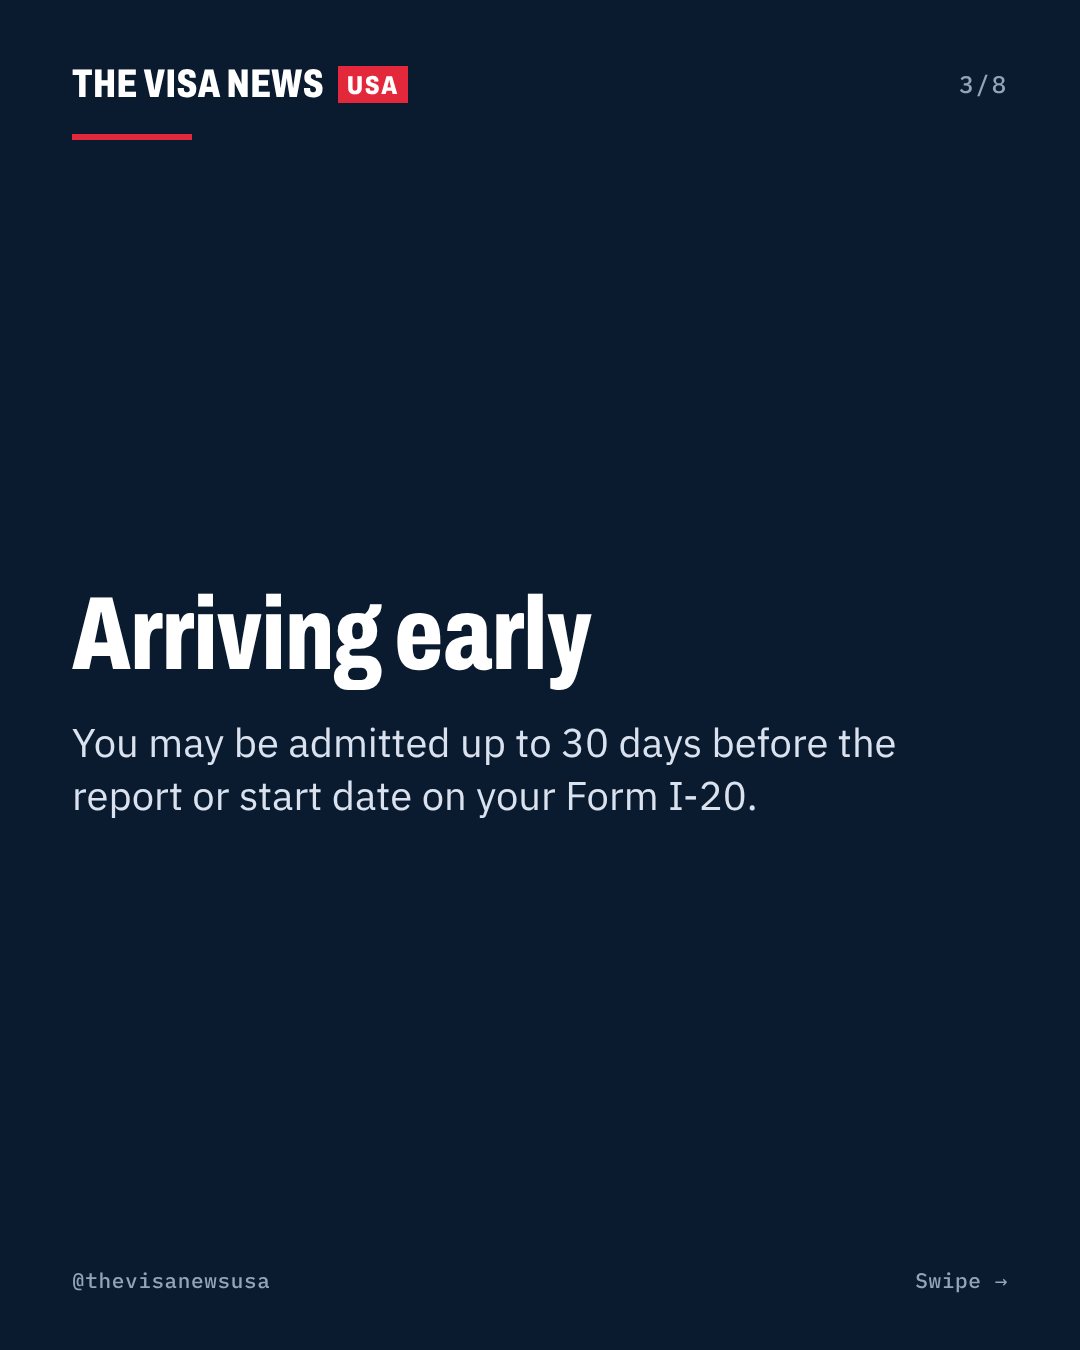 THE VISA NEWS USA
3/8
Arriving early
You may be admitted up to 30 days before the
report or start date on your Form I-20.
@thevisanewsusa
Swipe →